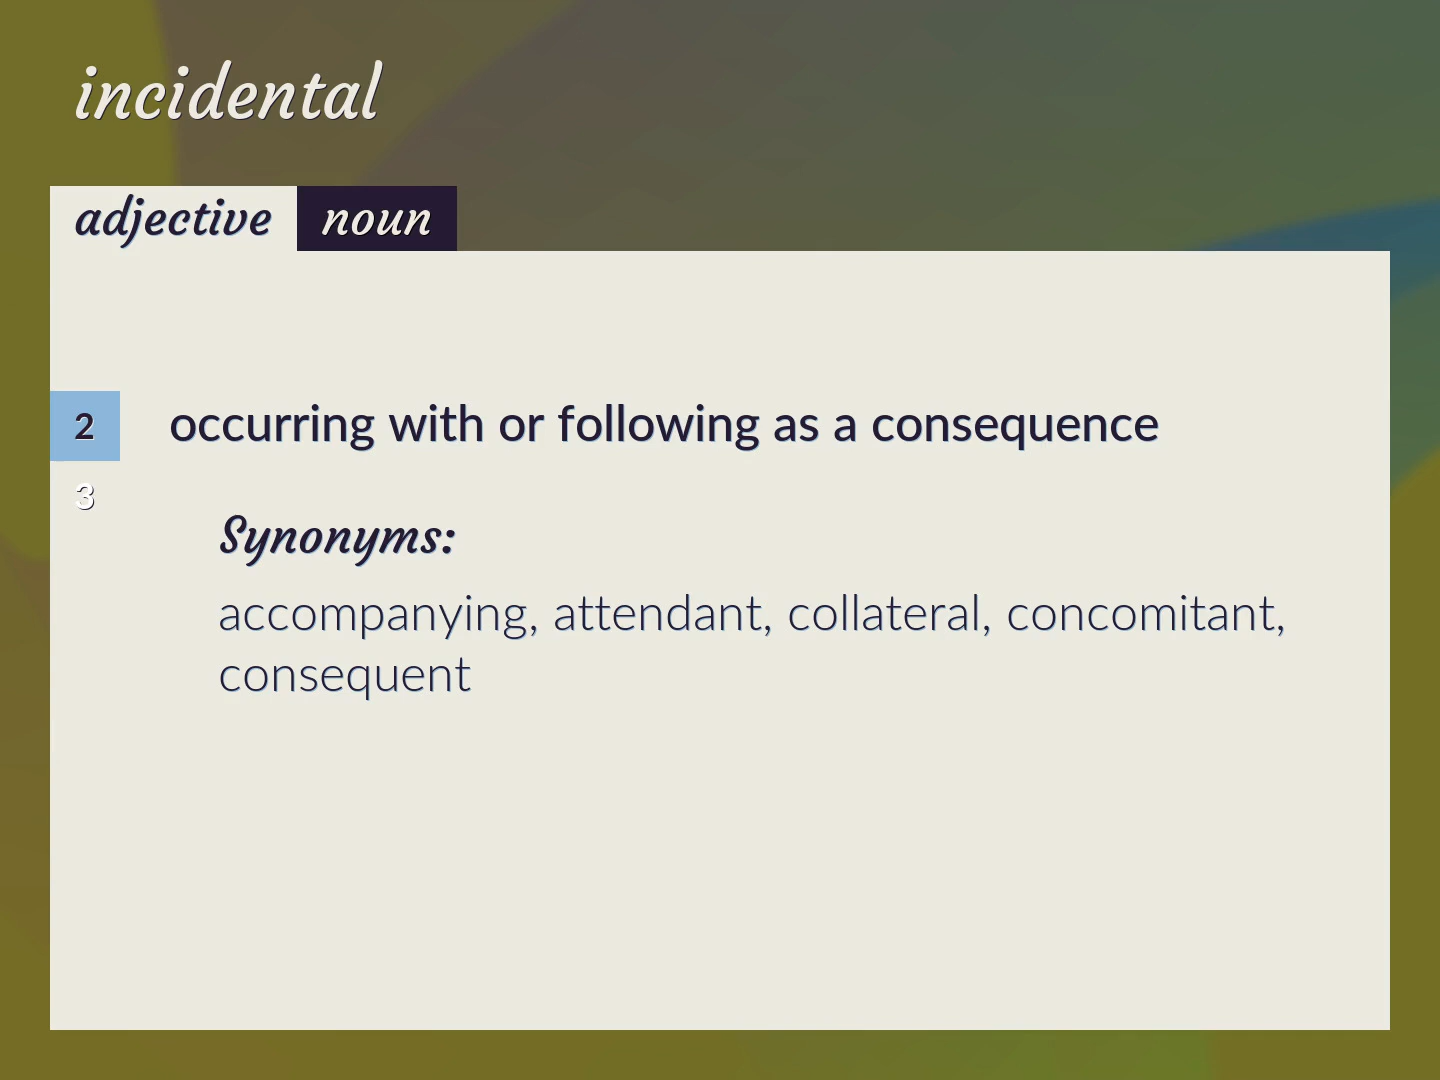 incidental
adjective noun
2 occurring with or following as a consequence
3
Synonyms:
accompanying, attendant, collateral, concomitant,
consequent